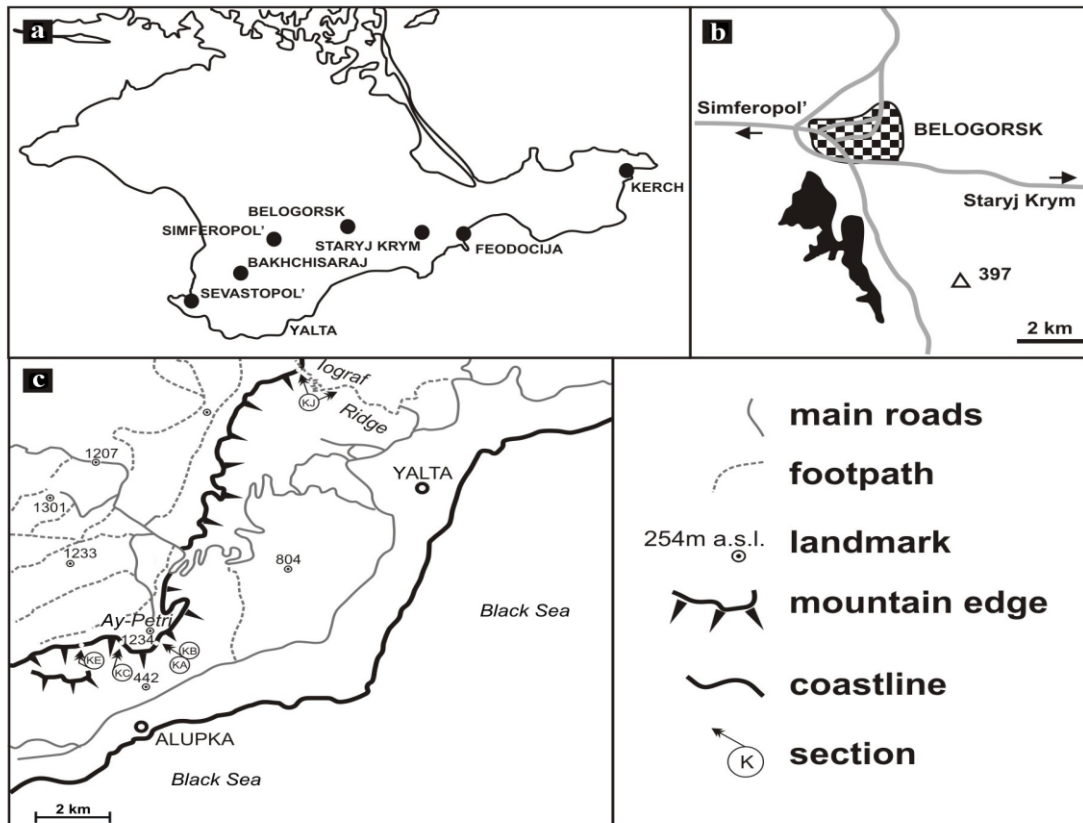 a
BELOGORSK
SIMFEROPOL'
STARYJ KRYM
KERCH
FEODOCIJA
BAKHCHISARAJ
SEVASTOPOL'
YALTA
b
Simferopol'
BELOGORSK
Staryj Krym
397
2 km
c
Iograf
Ridge
KJ
1207
YALTA
1301
1233
804
Ay-Petri
1234
Black Sea
KB
KA
KE
KC
442
ALUPKA
Black Sea
2 km
main roads
footpath
254m a.s.l.
landmark
mountain edge
coastline
K
section